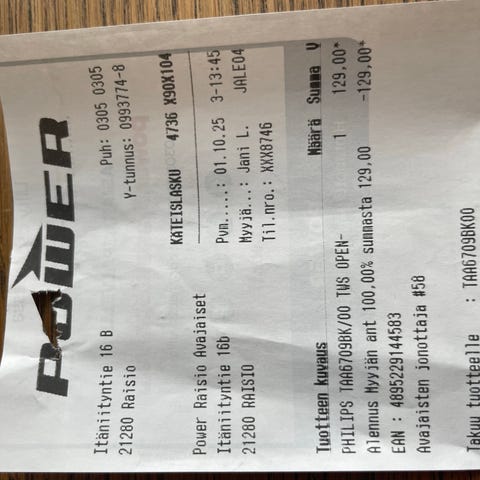 POWER
Puh: 0305 0305
Y-tunnus: 0993774-8
Itäniityntie 16 B
21280 Raisio
KÄTEISLASKU 4736 X90X104
Power Raisio Avajaiset
Itäniityntie 16b
21280 RAISIO
Pvm.....: 01.10.25 3-13:45
Myyjä...: Jani L. JALE04
Til.nro.: XXX8746
Tuotteen kuvaus Määrä Summa V
PHILIPS TAA6709BK/00 TWS OPEN- 1 129,00*
Alennus Myyjän ant 100,00% summasta 129,00 -129,00*
EAN : 4895229144583
Avajaisten jonottaja #58
Takuu tuotteelle : TAA6709BK00